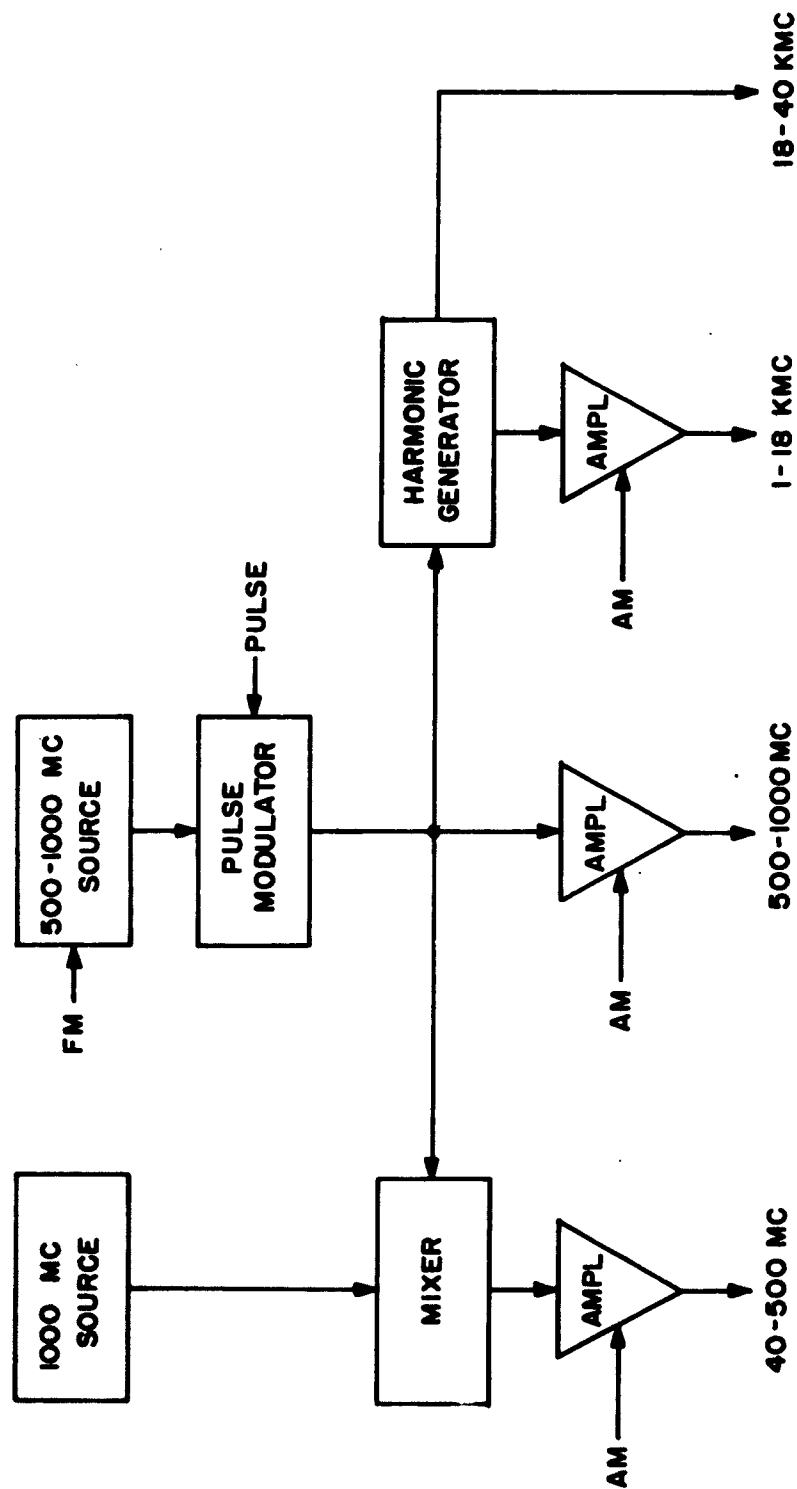 1000 MC
SOURCE
FM
500-1000 MC
SOURCE
PULSE
MODULATOR
PULSE
MIXER
HARMONIC
GENERATOR
AM
AMPL
AM
AMPL
AM
AMPL
40-500 MC
500-1000 MC
1-18 KMC
18-40 KMC